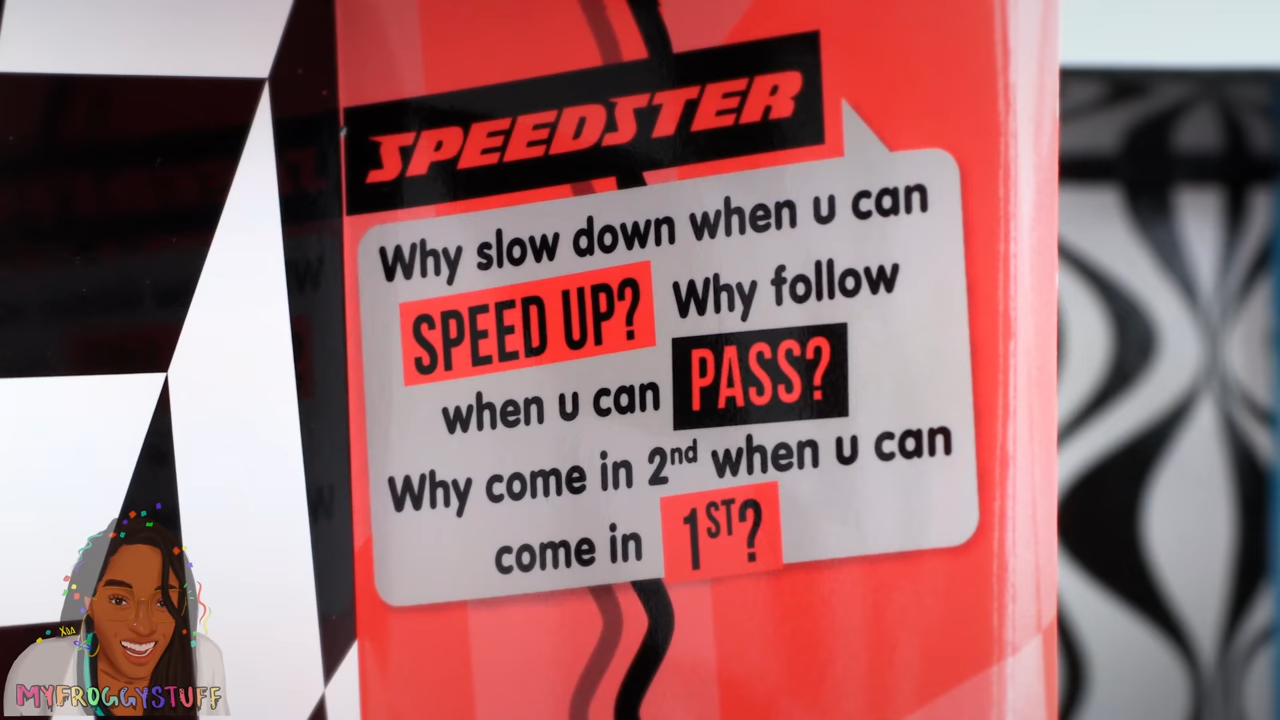 SPEEDSTER
Why slow down when u can
SPEED UP? Why follow
when u can PASS?
Why come in 2nd when u can
come in 1ST?
MYFROGGYSTUFF